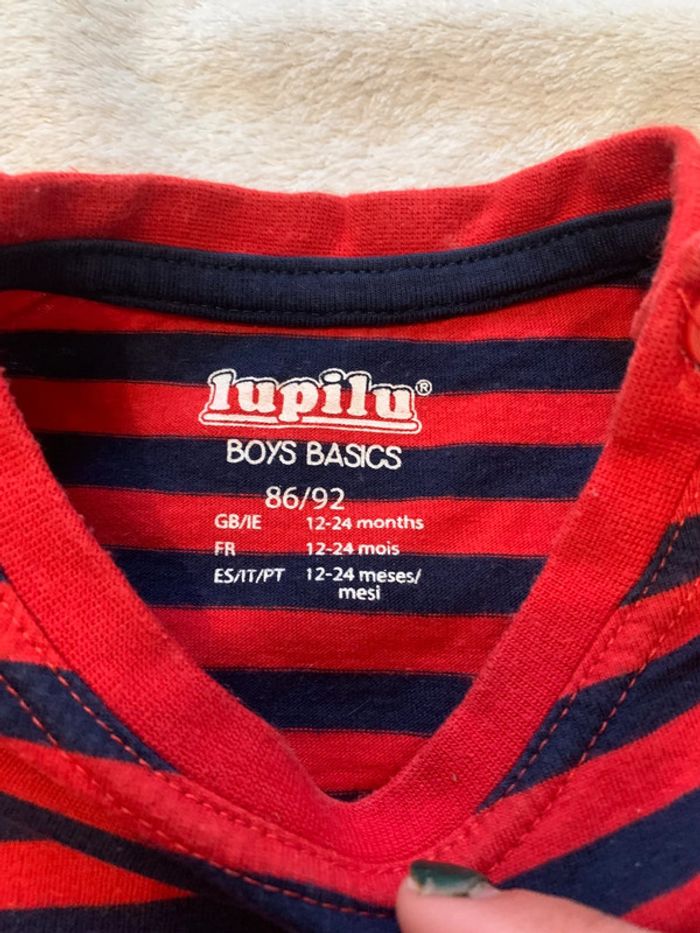 lupilu®
BOYS BASICS
86/92
GB/IE 12-24 months
FR 12-24 mois
ES/IT/PT 12-24 meses/
mesi